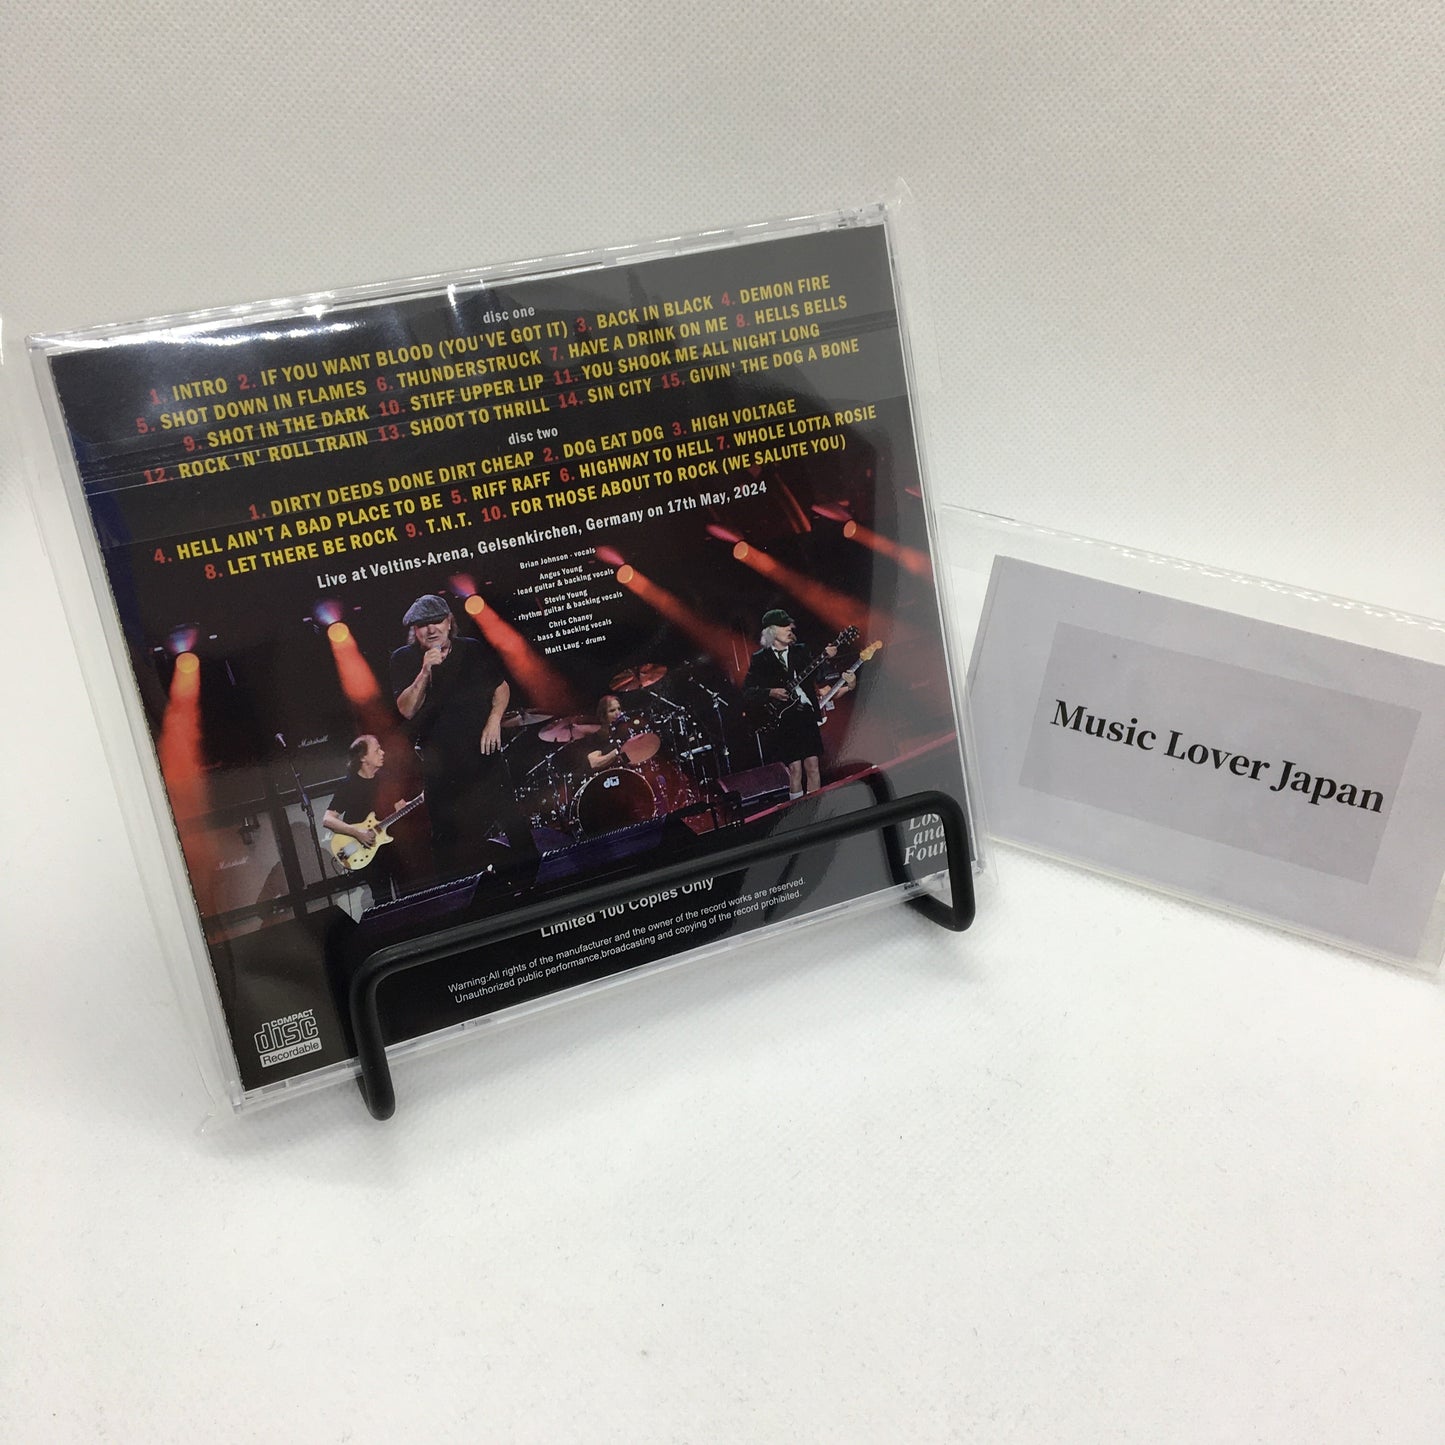 disc one
1. INTRO 2. IF YOU WANT BLOOD (YOU'VE GOT IT) 3. BACK IN BLACK 4. DEMON FIRE
5. SHOT DOWN IN FLAMES 6. THUNDERSTRUCK 7. HAVE A DRINK ON ME 8. HELLS BELLS
9. SHOT IN THE DARK 10. STIFF UPPER LIP 11. YOU SHOOK ME ALL NIGHT LONG
12. ROCK 'N' ROLL TRAIN 13. SHOOT TO THRILL 14. SIN CITY 15. GIVIN' THE DOG A BONE
disc two
1. DIRTY DEEDS DONE DIRT CHEAP 2. DOG EAT DOG 3. HIGH VOLTAGE
4. HELL AIN'T A BAD PLACE TO BE 5. RIFF RAFF 6. HIGHWAY TO HELL 7. WHOLE LOTTA ROSIE
8. LET THERE BE ROCK 9. T.N.T. 10. FOR THOSE ABOUT TO ROCK (WE SALUTE YOU)
Live at Veltins-Arena, Gelsenkirchen, Germany on 17th May, 2024
Brian Johnson - vocals
Angus Young
- lead guitar & backing vocals
Stevie Young
- rhythm guitar & backing vocals
Chris Chaney
- bass & backing vocals
Matt Laug - drums
Marshall
Marshall
dw
Los
and
Foun
Limited 100 Copies Only
Warning:All rights of the manufacturer and the owner of the record works are reserved.
Unauthorized public performance,broadcasting and copying of the record prohibited.
COMPACT
disc
Recordable
Music Lover Japan